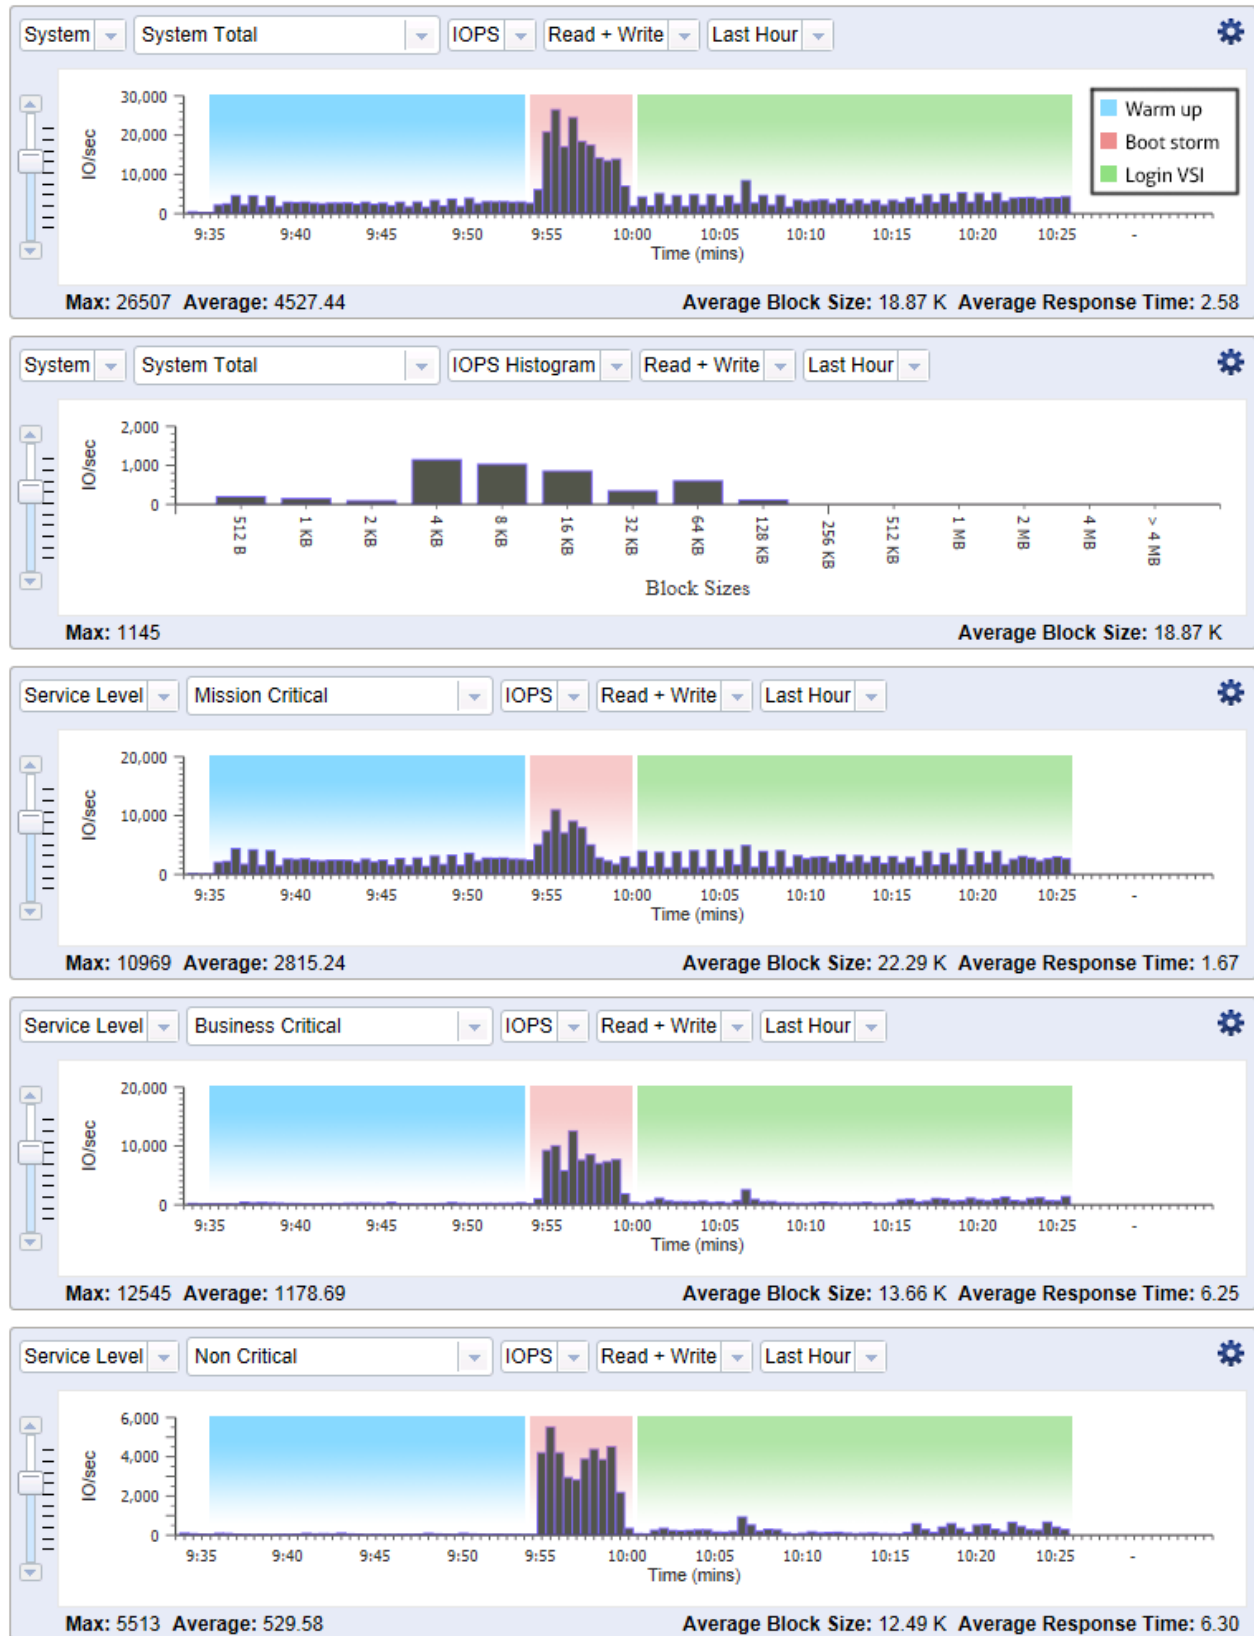 System System Total IOPS Read + Write Last Hour
30,000
20,000
10,000
0
IO/sec
Warm up
Boot storm
Login VSI
9:35 9:40 9:45 9:50 9:55 10:00 10:05 10:10 10:15 10:20 10:25 -
Time (mins)
Max: 26507 Average: 4527.44 Average Block Size: 18.87 K Average Response Time: 2.58
System System Total IOPS Histogram Read + Write Last Hour
2,000
1,000
0
IO/sec
512 B 1 KB 2 KB 4 KB 8 KB 16 KB 32 KB 64 KB 128 KB 256 KB 512 KB 1 MB 2 MB 4 MB > 4 MB
Block Sizes
Max: 1145 Average Block Size: 18.87 K
Service Level Mission Critical IOPS Read + Write Last Hour
20,000
10,000
0
IO/sec
9:35 9:40 9:45 9:50 9:55 10:00 10:05 10:10 10:15 10:20 10:25 -
Time (mins)
Max: 10969 Average: 2815.24 Average Block Size: 22.29 K Average Response Time: 1.67
Service Level Business Critical IOPS Read + Write Last Hour
20,000
10,000
0
IO/sec
9:35 9:40 9:45 9:50 9:55 10:00 10:05 10:10 10:15 10:20 10:25 -
Time (mins)
Max: 12545 Average: 1178.69 Average Block Size: 13.66 K Average Response Time: 6.25
Service Level Non Critical IOPS Read + Write Last Hour
6,000
4,000
2,000
0
IO/sec
9:35 9:40 9:45 9:50 9:55 10:00 10:05 10:10 10:15 10:20 10:25 -
Time (mins)
Max: 5513 Average: 529.58 Average Block Size: 12.49 K Average Response Time: 6.30